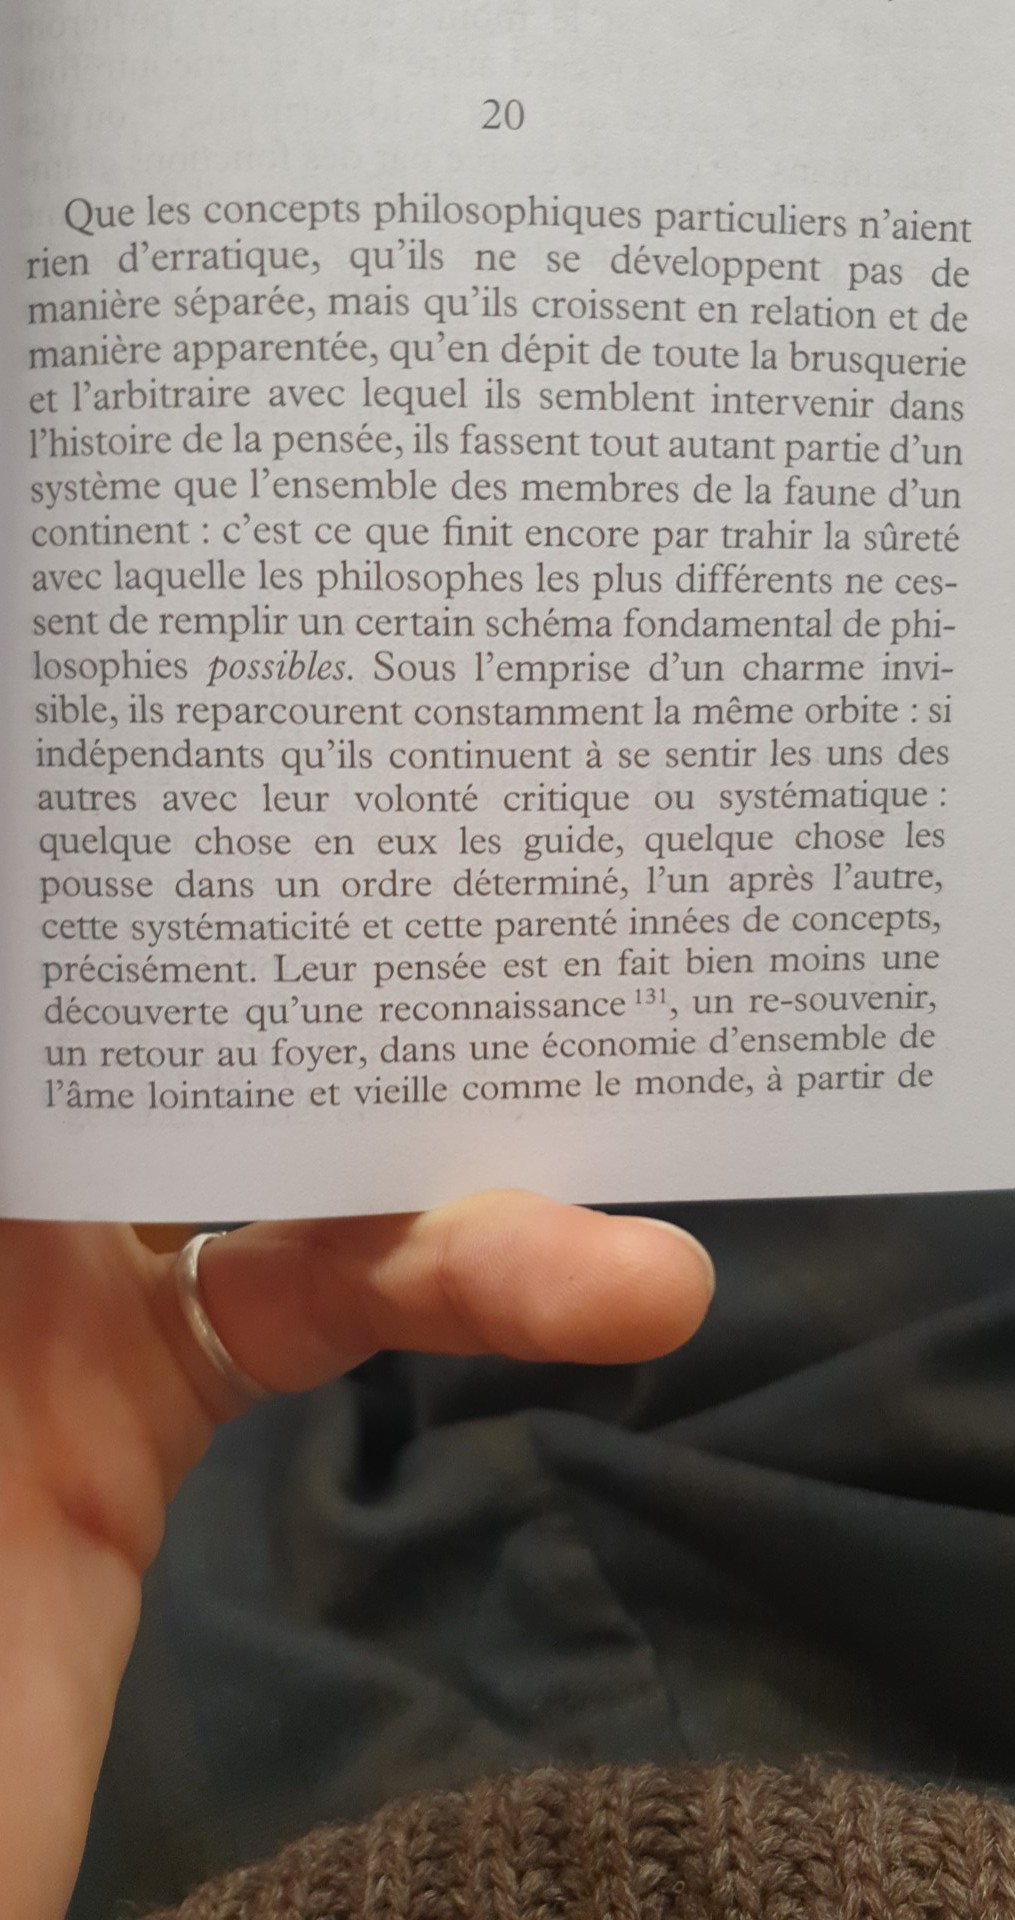 20
Que les concepts philosophiques particuliers n'aient
rien d'erratique, qu'ils ne se développent pas de
manière séparée, mais qu'ils croissent en relation et de
manière apparentée, qu'en dépit de toute la brusquerie
et l'arbitraire avec lequel ils semblent intervenir dans
l'histoire de la pensée, ils fassent tout autant partie d'un
système que l'ensemble des membres de la faune d'un
continent : c'est ce que finit encore par trahir la sûreté
avec laquelle les philosophes les plus différents ne ces-
sent de remplir un certain schéma fondamental de phi-
losophies possibles. Sous l'emprise d'un charme invi-
sible, ils reparcourent constamment la même orbite : si
indépendants qu'ils continuent à se sentir les uns des
autres avec leur volonté critique ou systématique :
quelque chose en eux les guide, quelque chose les
pousse dans un ordre déterminé, l'un après l'autre,
cette systématicité et cette parenté innées de concepts,
précisément. Leur pensée est en fait bien moins une
découverte qu'une reconnaissance 131, un re-souvenir,
un retour au foyer, dans une économie d'ensemble de
l'âme lointaine et vieille comme le monde, à partir de